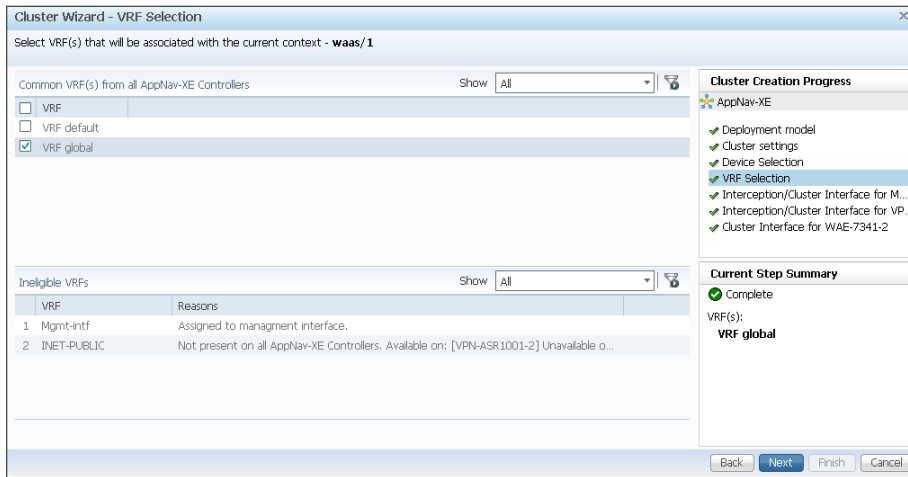 Cluster Wizard - VRF Selection
Select VRF(s) that will be associated with the current context - waas/1
Common VRF(s) from all AppNav-XE Controllers
Show All
VRF
VRF default
VRF global
Ineligible VRFs
Show All
VRF Reasons
1 Mgmt-intf Assigned to managment interface.
2 INET-PUBLIC Not present on all AppNav-XE Controllers. Available on: [VPN-ASR1001-2] Unavailable o...
Cluster Creation Progress
AppNav-XE
Deployment model
Cluster settings
Device Selection
VRF Selection
Interception/Cluster Interface for M...
Interception/Cluster Interface for VP...
Cluster Interface for WAE-7341-2
Current Step Summary
Complete
VRF(s):
VRF global
Back Next Finish Cancel